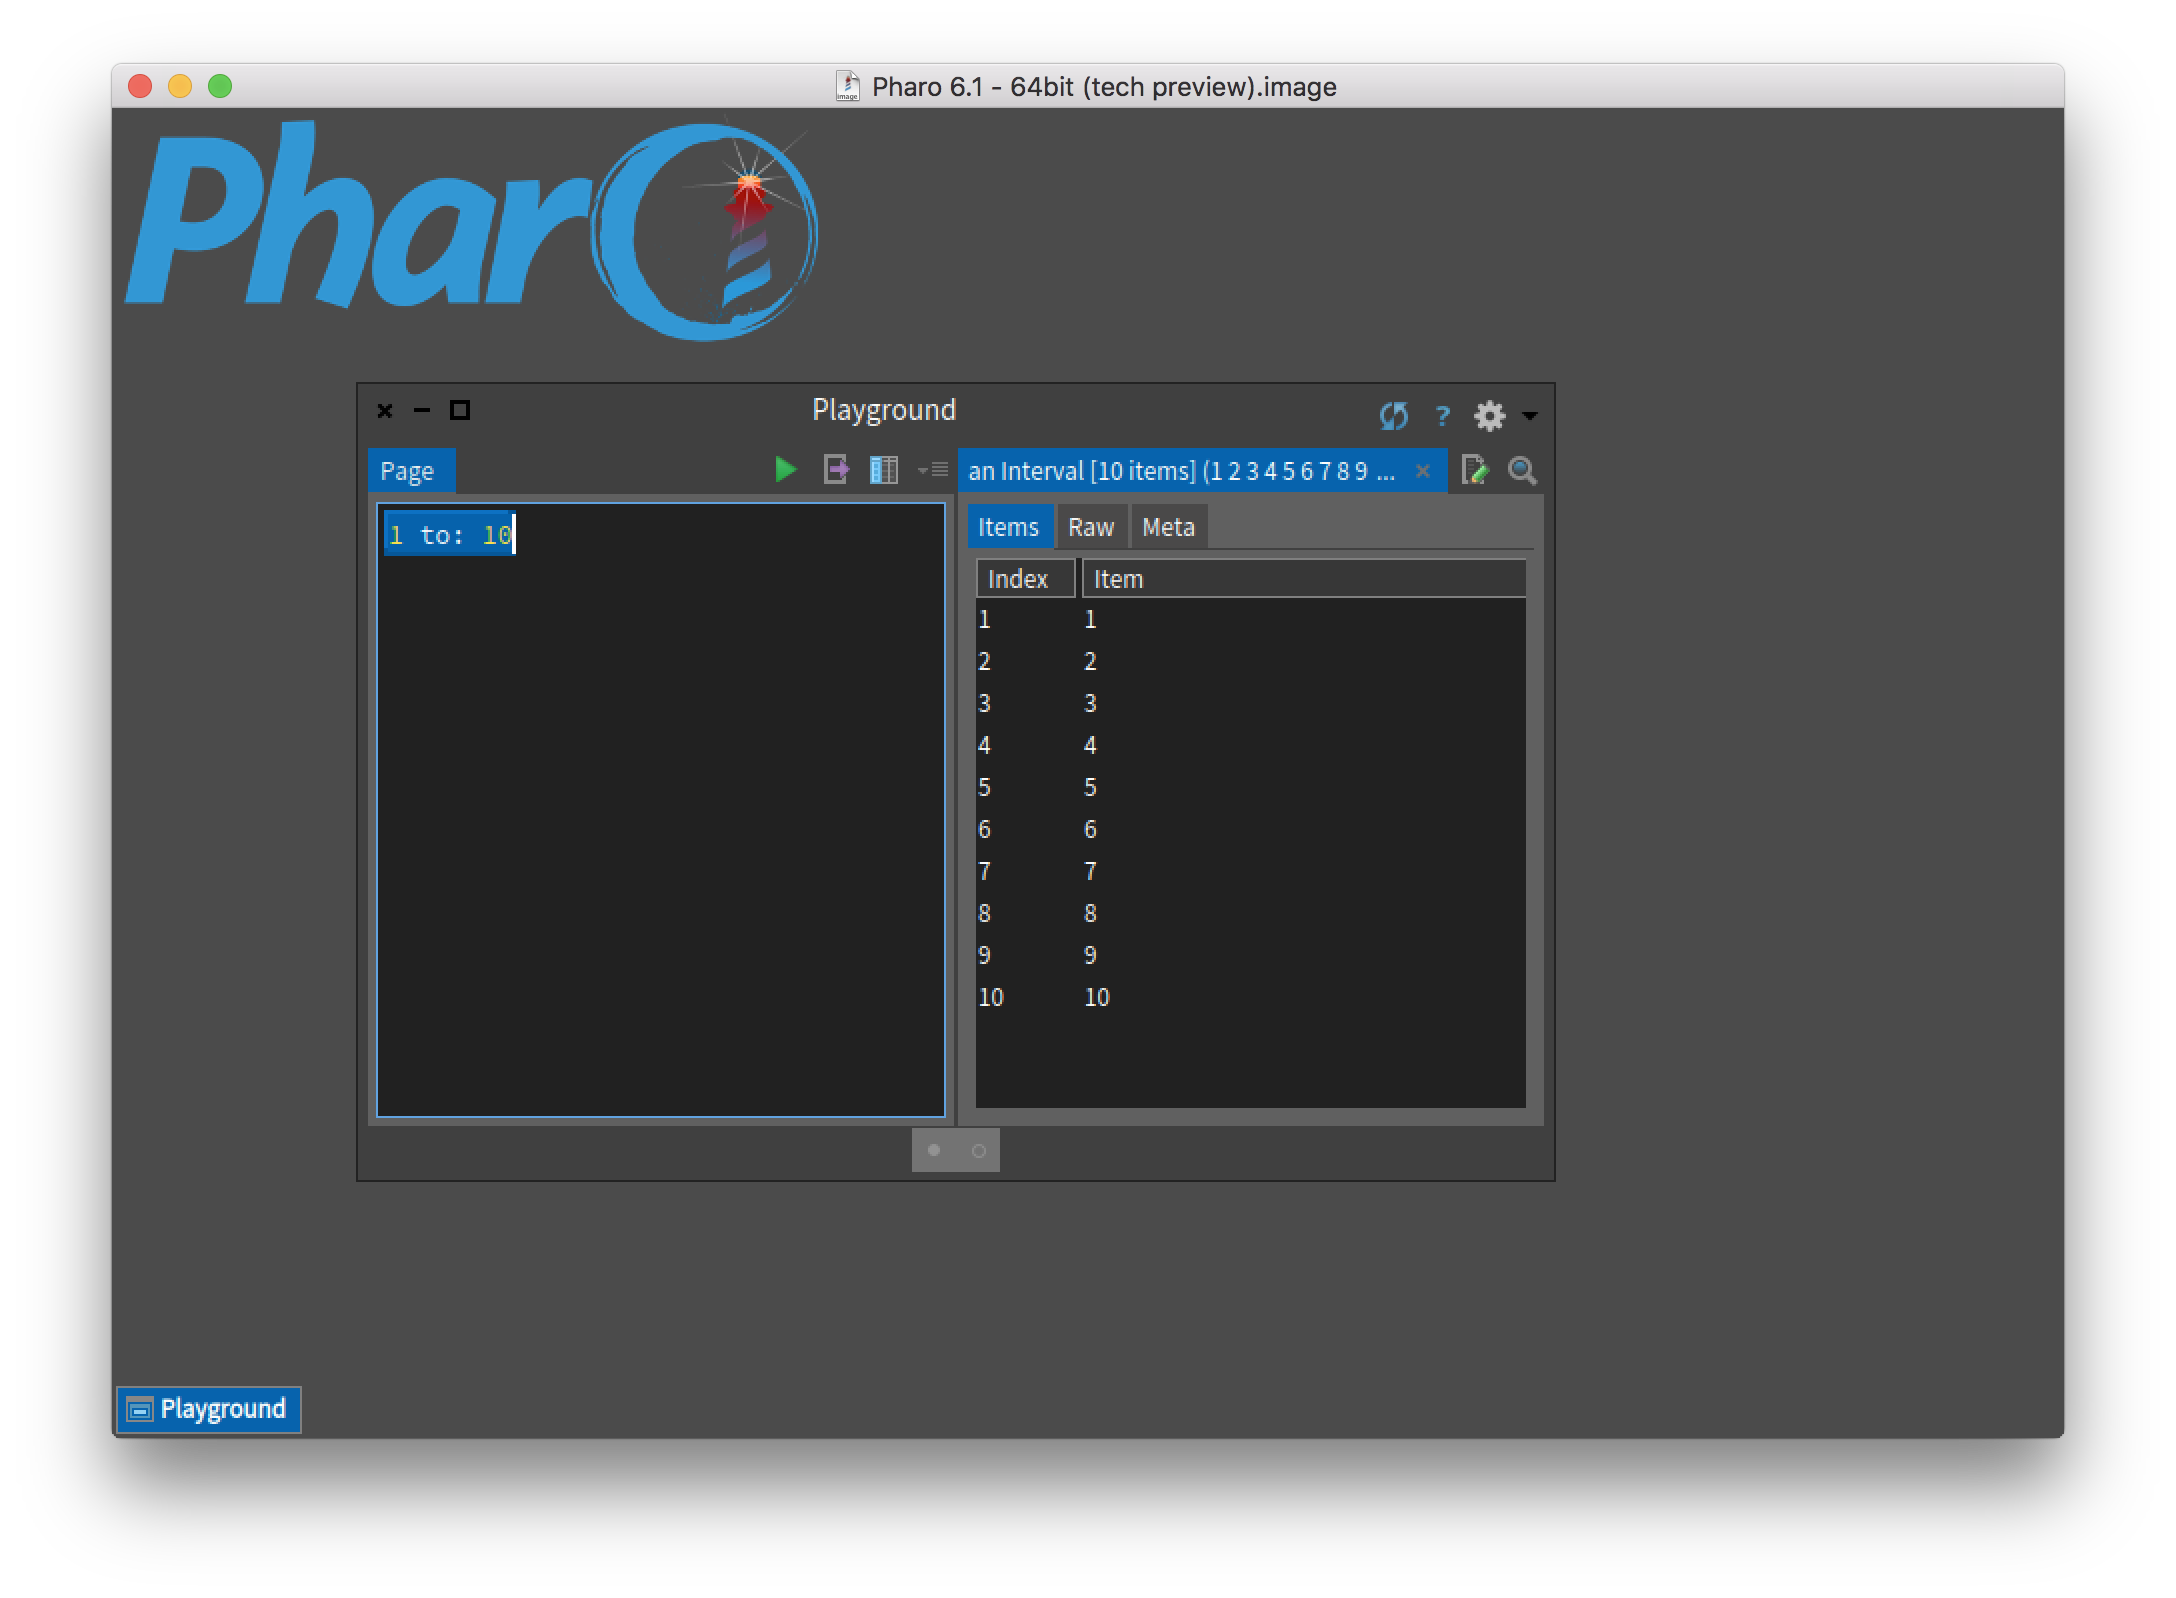 Pharo 6.1 - 64bit (tech preview).image
Pharo
Playground
?
Page
an Interval [10 items] (1 2 3 4 5 6 7 8 9 ...
1 to: 10
Items Raw Meta
Index Item
1 1
2 2
3 3
4 4
5 5
6 6
7 7
8 8
9 9
10 10
Playground